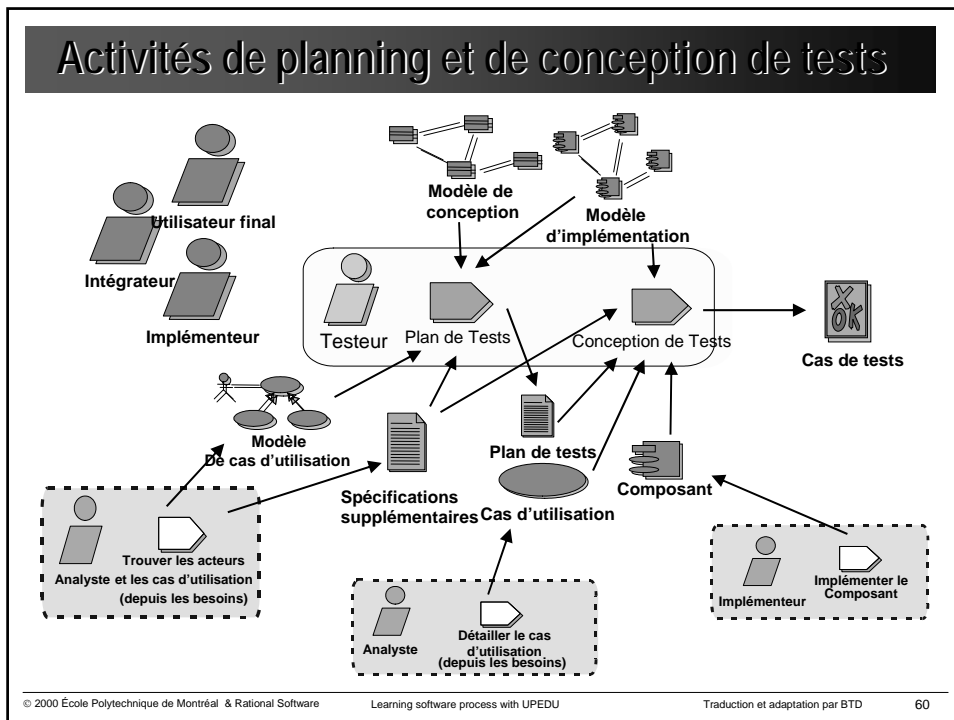 Activités de planning et de conception de tests
Modèle de
conception
Modèle
d'implémentation
Utilisateur final
Intégrateur
Implémenteur
Testeur
Plan de Tests
Conception de Tests
X
OK
Cas de tests
Modèle
De cas d'utilisation
Spécifications
supplémentaires
Plan de tests
Cas d'utilisation
Composant
Trouver les acteurs
Analyste et les cas d'utilisation
(depuis les besoins)
Analyste
Détailler le cas
d'utilisation
(depuis les besoins)
Implémenteur
Implémenter le
Composant
© 2000 École Polytechnique de Montréal & Rational Software Learning software process with UPEDU Traduction et adaptation par BTD 60